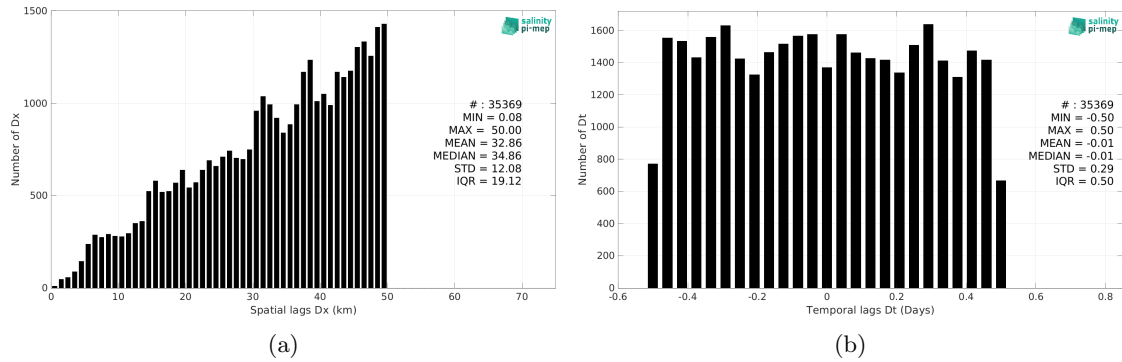 1500
1000
500
0
0
10
20
30
40
50
60
70
Number of Dx
Spatial lags Dx (km)
salinity
pi-mep
# : 35369
MIN = 0.08
MAX = 50.00
MEAN = 32.86
MEDIAN = 34.86
STD = 12.08
IQR = 19.12
(a)
1600
1400
1200
1000
800
600
400
200
0
-0.6
-0.4
-0.2
0
0.2
0.4
0.6
0.8
Number of Dt
Temporal lags Dt (Days)
salinity
pi-mep
# : 35369
MIN = -0.50
MAX = 0.50
MEAN = -0.01
MEDIAN = -0.01
STD = 0.29
IQR = 0.50
(b)